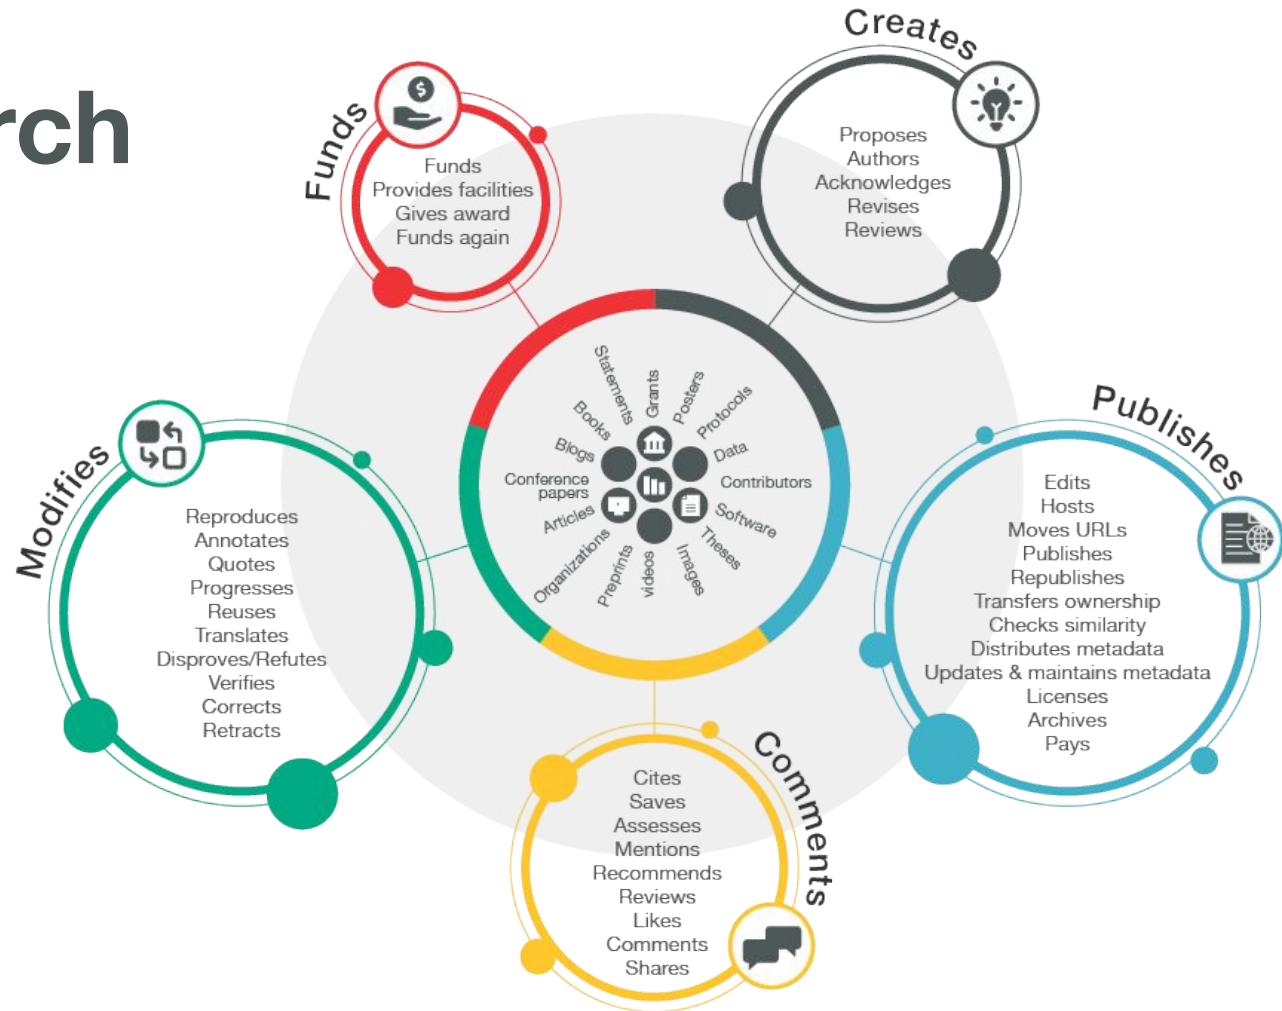 rch
Funds
Funds
Provides facilities
Gives award
Funds again
Creates
Proposes
Authors
Acknowledges
Revises
Reviews
Publishes
Edits
Hosts
Moves URLs
Publishes
Republishes
Transfers ownership
Checks similarity
Distributes metadata
Updates & maintains metadata
Licenses
Archives
Pays
Comments
Cites
Saves
Assesses
Mentions
Recommends
Reviews
Likes
Comments
Shares
Modifies
Reproduces
Annotates
Quotes
Progresses
Reuses
Translates
Disproves/Refutes
Verifies
Corrects
Retracts
Grants
Posters
Protocols
Data
Contributors
Software
Theses
Images
videos
Preprints
Organizations
Articles
Conference
papers
Blogs
Books
Statements
$